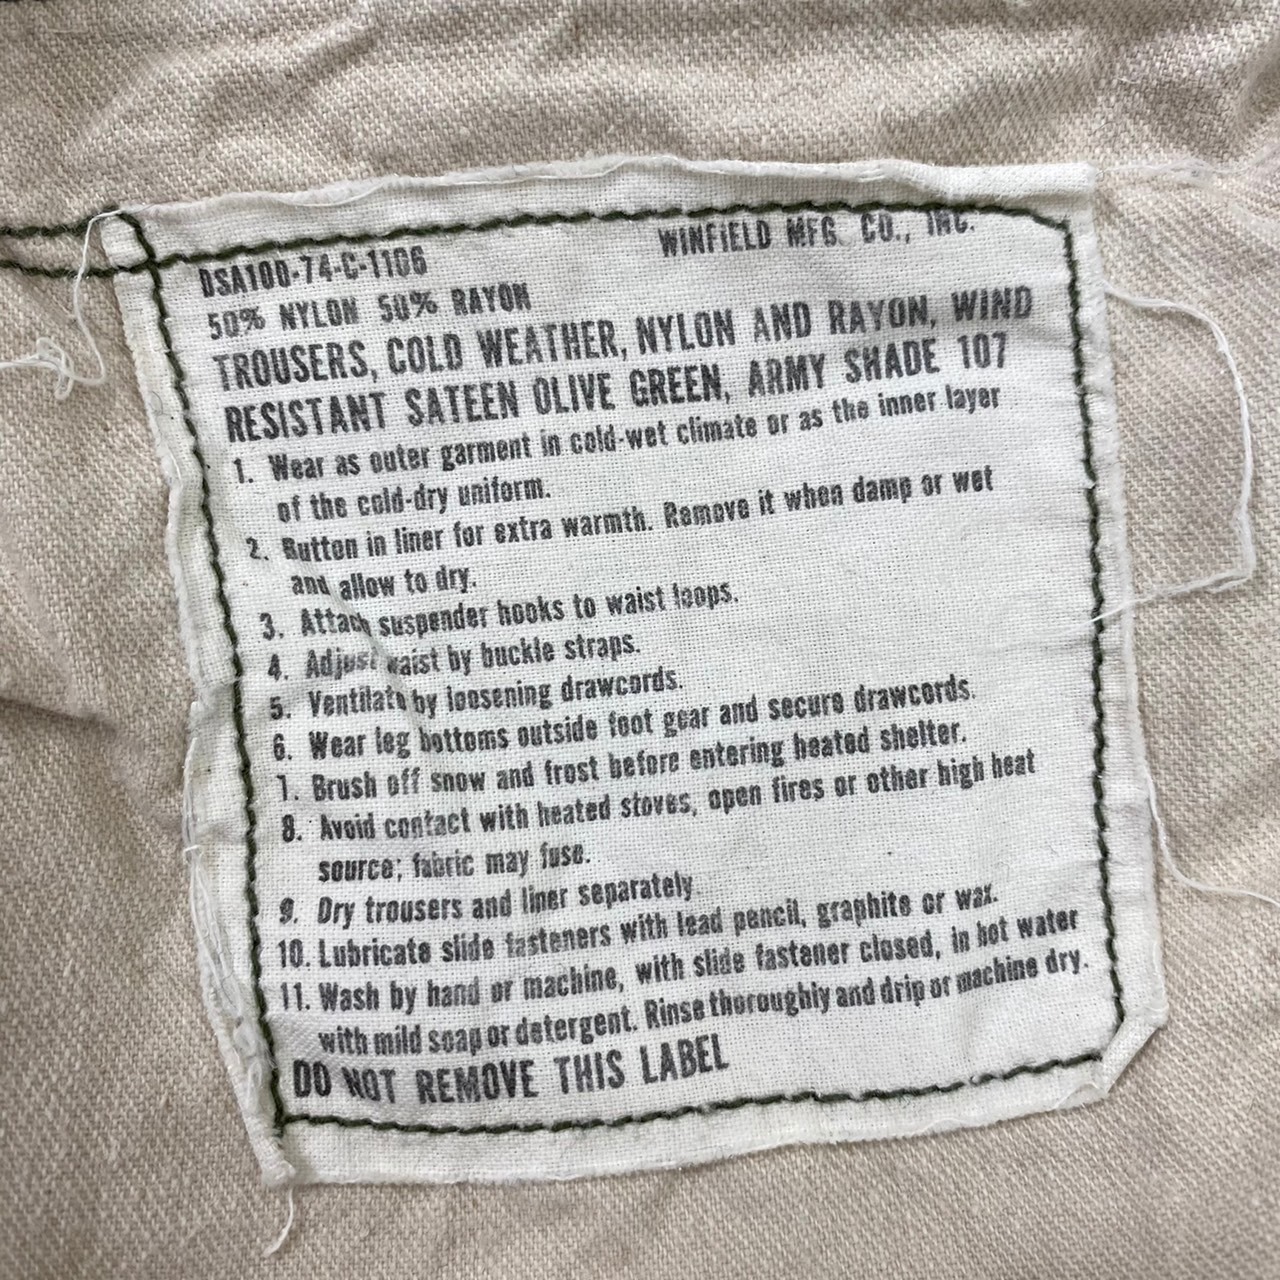 DSA100-74-C-1106 WINFIELD MFG. CO., INC.
50% NYLON 50% RAYON
TROUSERS, COLD WEATHER, NYLON AND RAYON, WIND
RESISTANT SATEEN OLIVE GREEN, ARMY SHADE 107
1. Wear as outer garment in cold-wet climate or as the inner layer
of the cold-dry uniform.
2. Button in liner for extra warmth. Remove it when damp or wet
and allow to dry.
3. Attach suspender hooks to waist loops.
4. Adjust waist by buckle straps.
5. Ventilate by loosening drawcords.
6. Wear leg bottoms outside foot gear and secure drawcords.
7. Brush off snow and frost before entering heated shelter.
8. Avoid contact with heated stoves, open fires or other high heat
source; fabric may fuse.
9. Dry trousers and liner separately
10. Lubricate slide fasteners with lead pencil, graphite or wax.
11. Wash by hand or machine, with slide fastener closed, in hot water
with mild soap or detergent. Rinse thoroughly and drip or machine dry.
DO NOT REMOVE THIS LABEL